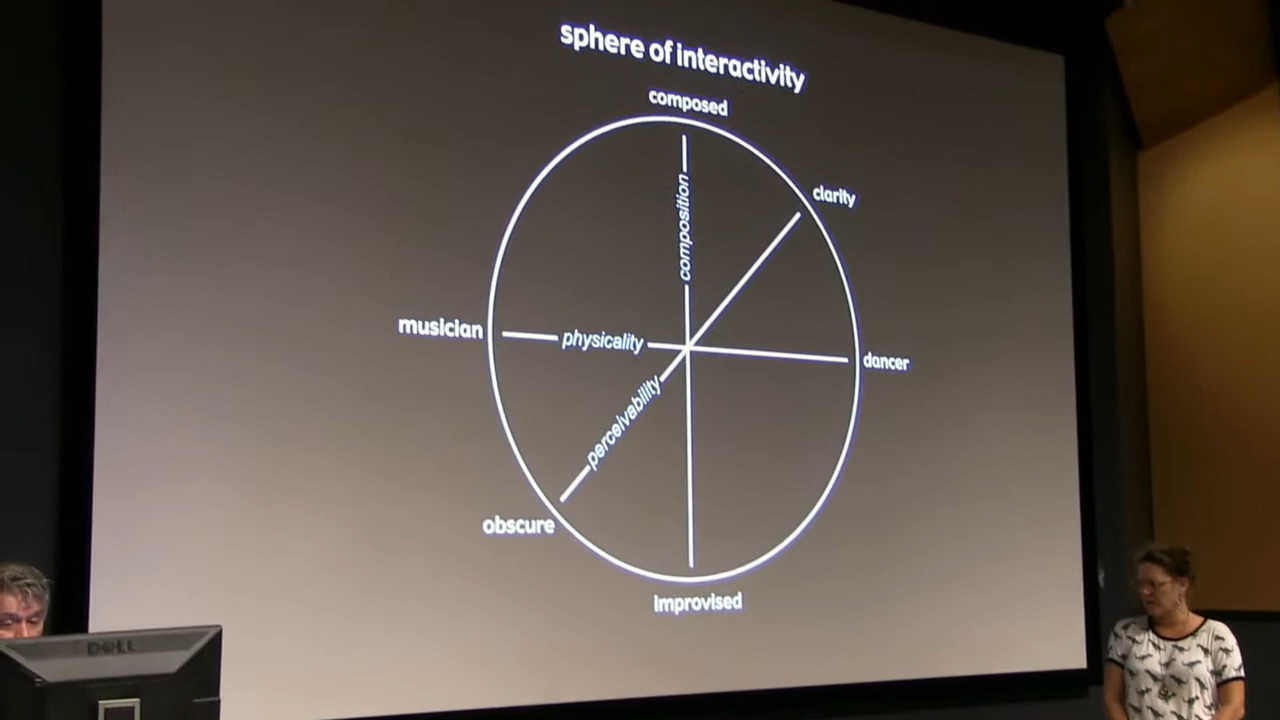 sphere of interactivity
composed
clarity
composition
musician
physicality
dancer
perceivability
obscure
improvised
DELL